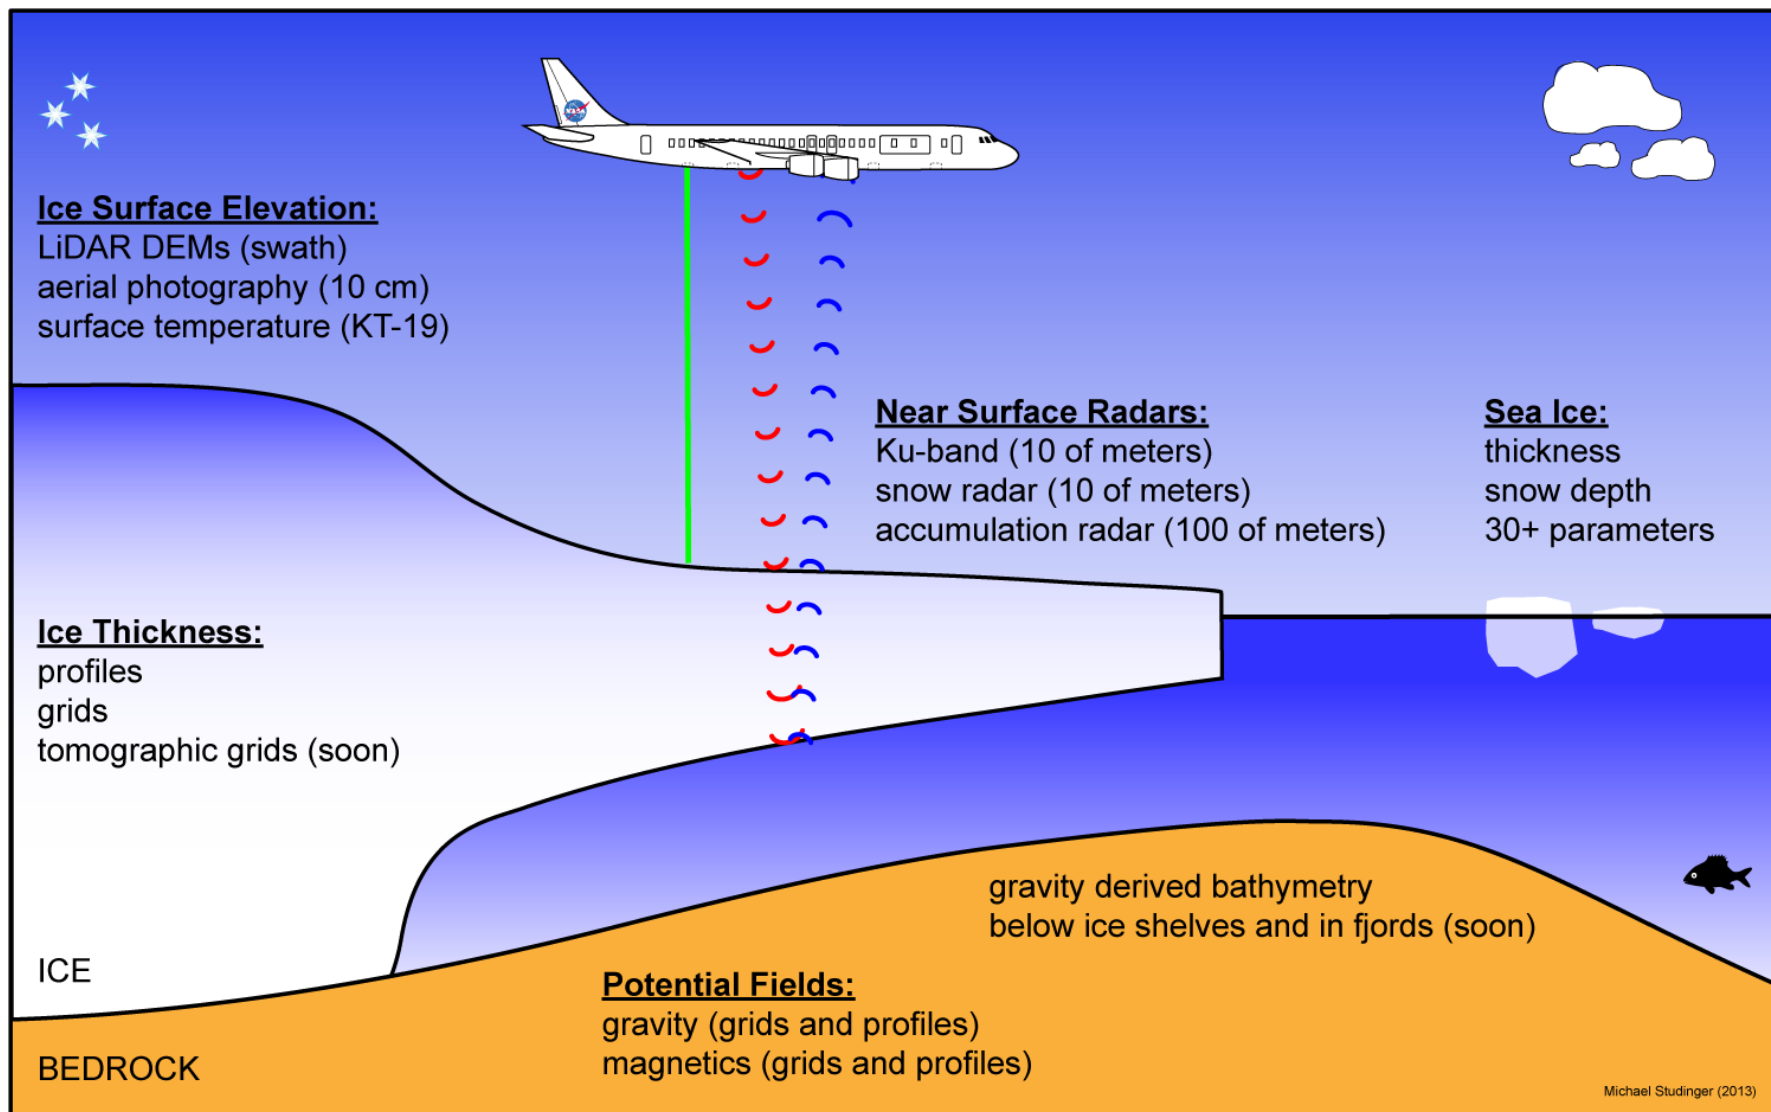 NASA
Ice Surface Elevation:
LiDAR DEMs (swath)
aerial photography (10 cm)
surface temperature (KT-19)
Near Surface Radars:
Ku-band (10 of meters)
snow radar (10 of meters)
accumulation radar (100 of meters)
Sea Ice:
thickness
snow depth
30+ parameters
Ice Thickness:
profiles
grids
tomographic grids (soon)
gravity derived bathymetry
below ice shelves and in fjords (soon)
ICE
Potential Fields:
gravity (grids and profiles)
magnetics (grids and profiles)
BEDROCK
Michael Studinger (2013)